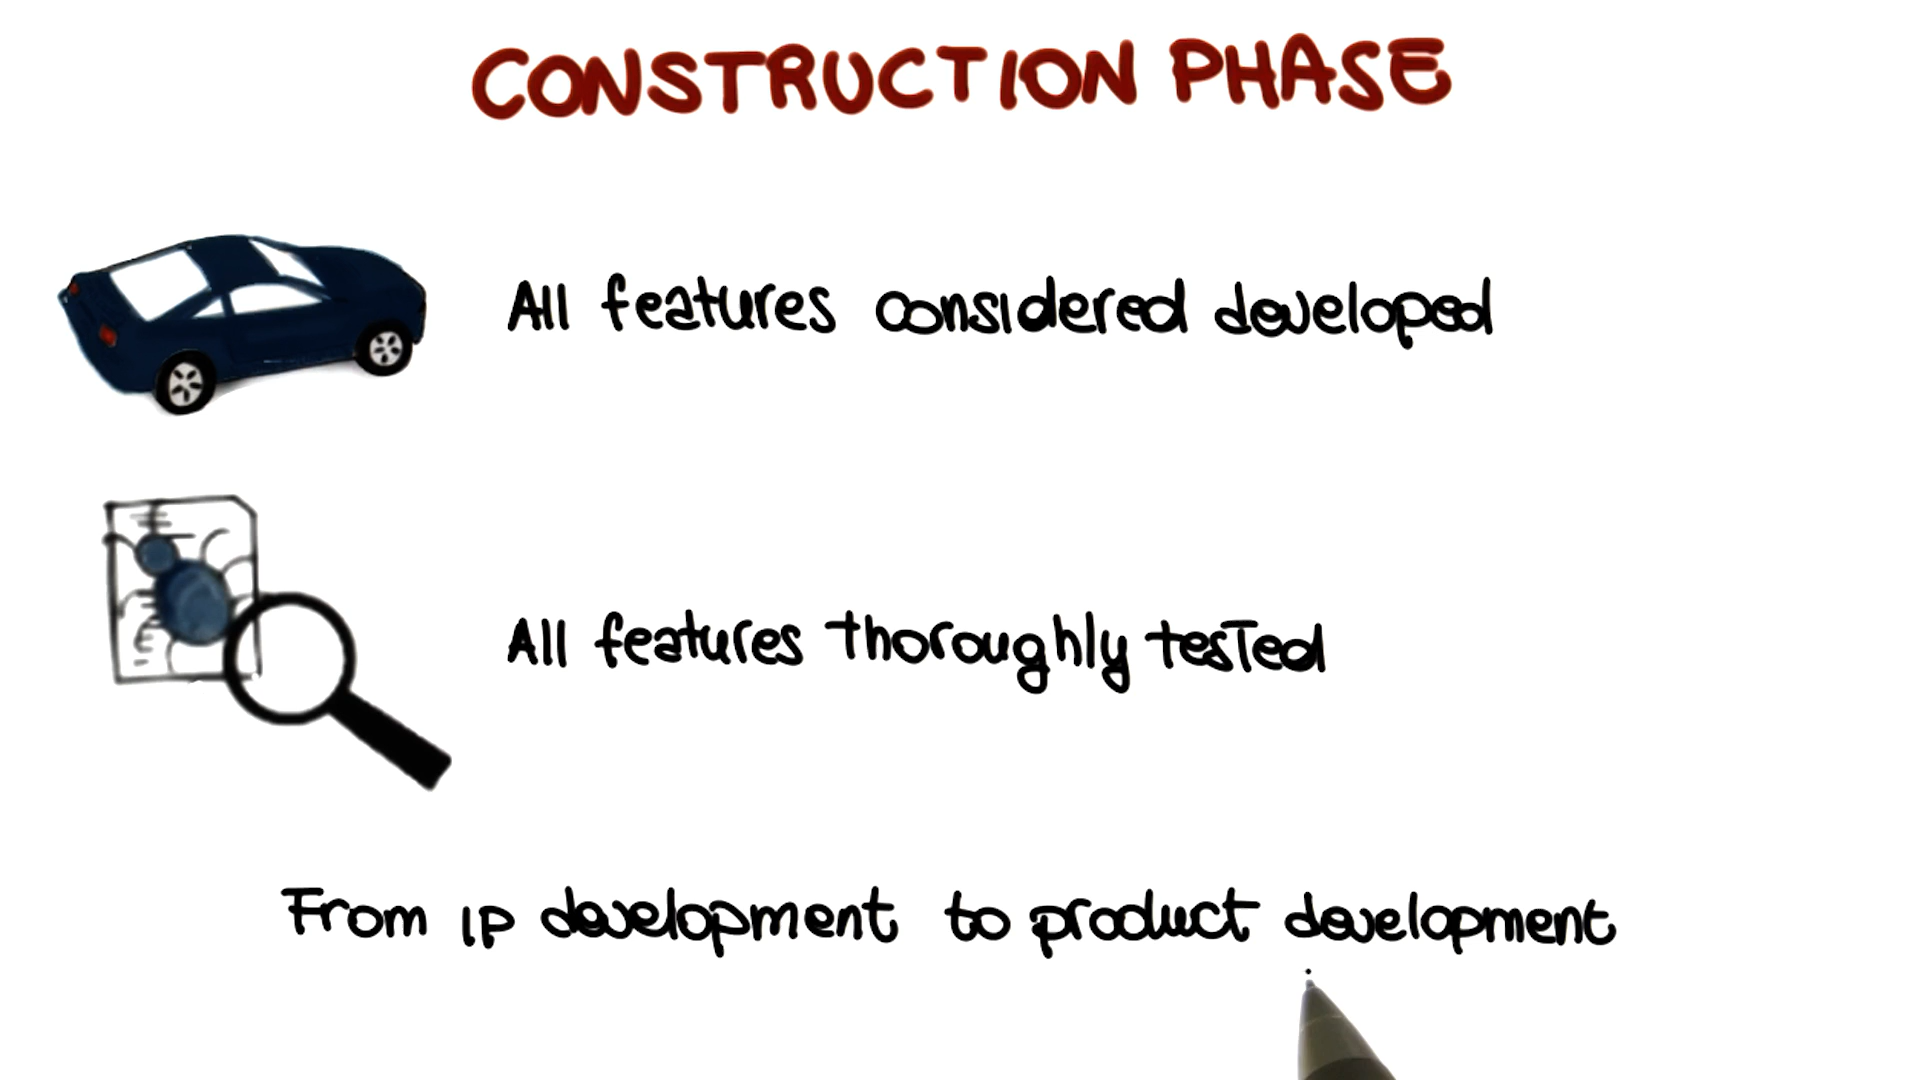 CONSTRUCTION PHASE
All features considered developed
All features thoroughly tested
From IP development to product development